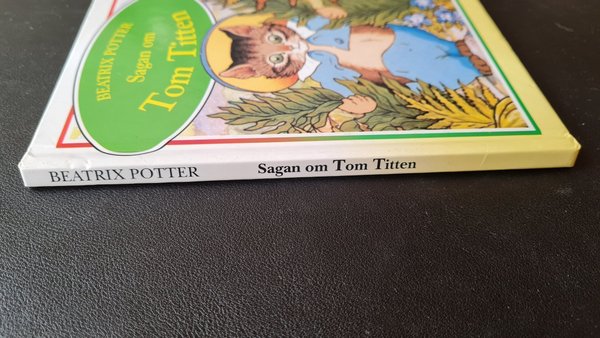 BEATRIX POTTER
Sagan om
Tom Titten
BEATRIX POTTER Sagan om Tom Titten